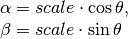 α = scale · cos θ,
β = scale · sin θ